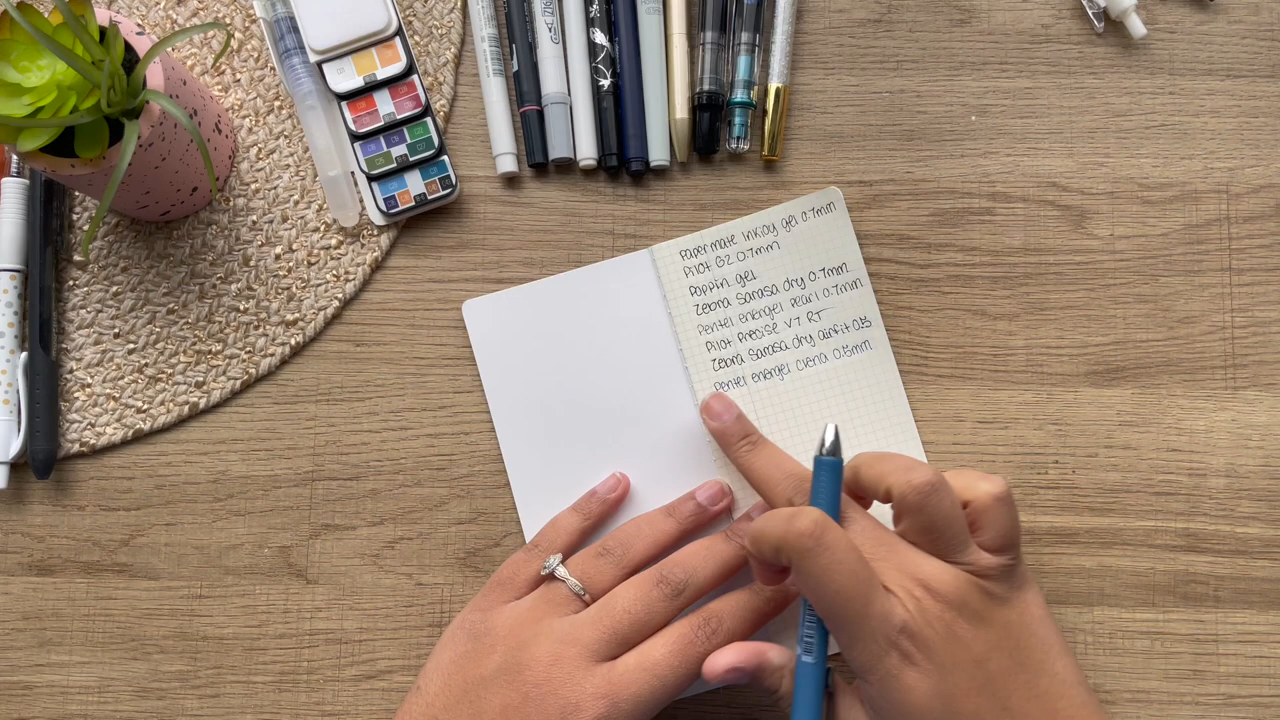 Papermate Inkjoy gel 0.7mm
Pilot G2 0.7mm
Poppin gel
Zebra sarasa dry 0.7mm
Pentel energel pearl 0.7mm
Pilot Precise V7 RT
Zebra sarasa dry airfit 0.5
Pentel energel Clena 0.5mm